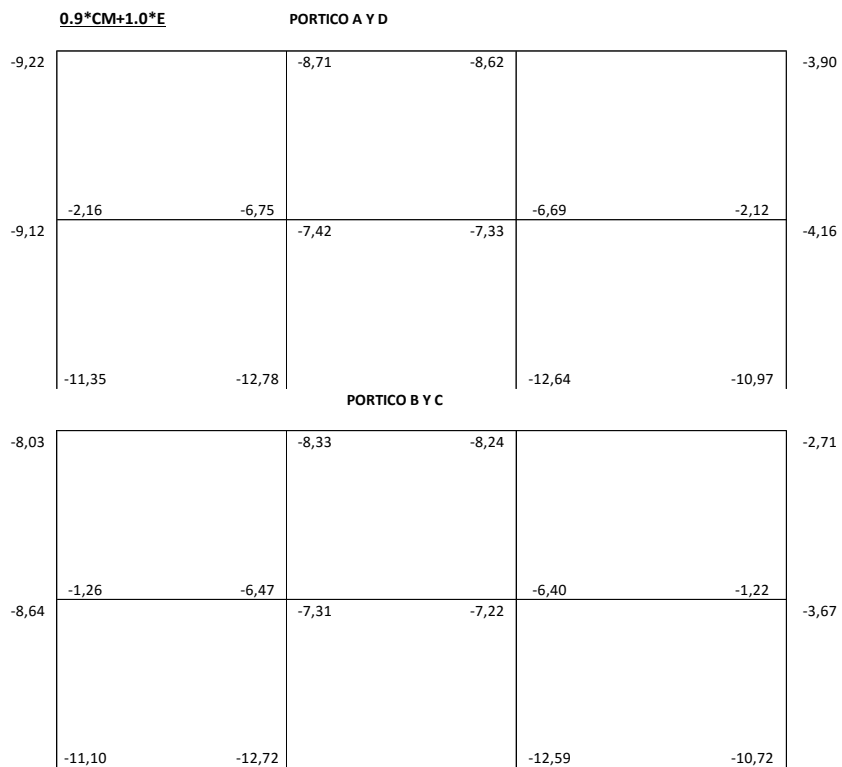 0.9*CM+1.0*E PORTICO A Y D
-9,22 -8,71 -8,62 -3,90
-2,16 -6,75 -6,69 -2,12
-9,12 -7,42 -7,33 -4,16
-11,35 -12,78 -12,64 -10,97
PORTICO B Y C
-8,03 -8,33 -8,24 -2,71
-1,26 -6,47 -6,40 -1,22
-8,64 -7,31 -7,22 -3,67
-11,10 -12,72 -12,59 -10,72